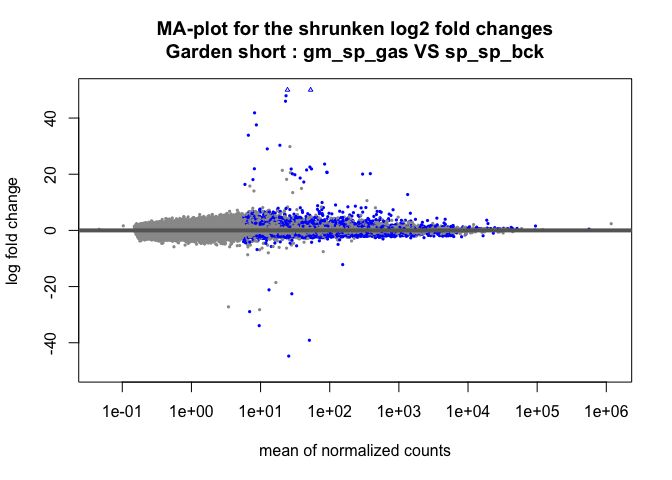 MA-plot for the shrunken log2 fold changes
Garden short : gm_sp_gas VS sp_sp_bck
log fold change
40
20
0
-20
-40
1e-01 1e+00 1e+01 1e+02 1e+03 1e+04 1e+05 1e+06
mean of normalized counts